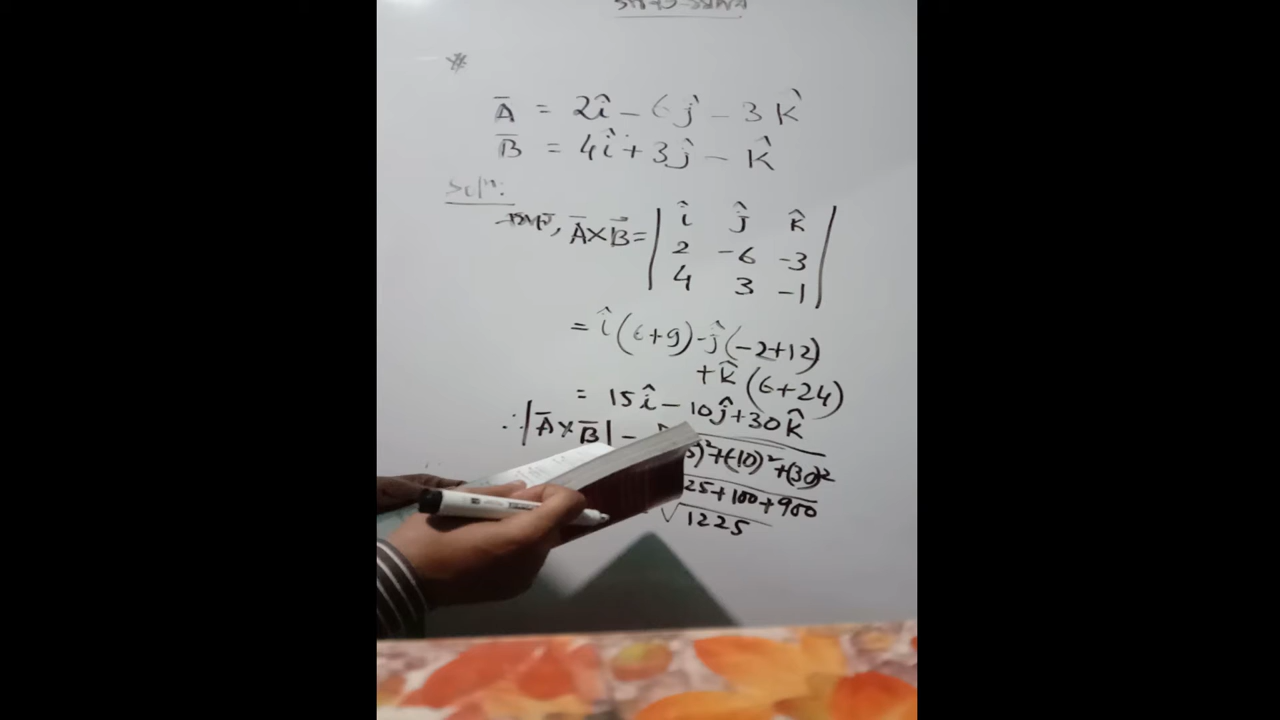 A̅ = 2î - 6ĵ - 3k̂
B̅ = 4î + 3ĵ - k̂
Solⁿ:
A̅×B̅ = | î ĵ k̂ |
| 2 -6 -3 |
| 4 3 -1 |
= î(6+9) - ĵ(-2+12)
+ k̂(6+24)
= 15î - 10ĵ + 30k̂
∴ |A̅×B̅| =
)²+(-10)²+(30)²
25+100+900
√1225